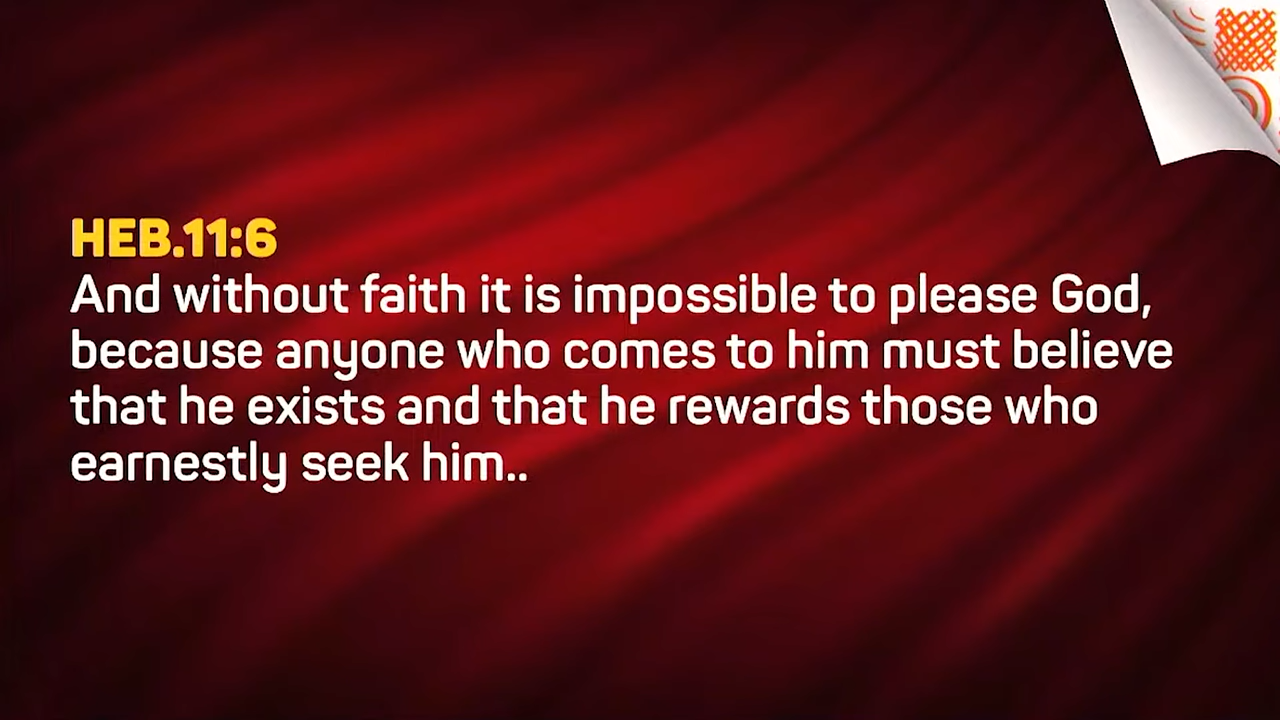 HEB.11:6
And without faith it is impossible to please God,
because anyone who comes to him must believe
that he exists and that he rewards those who
earnestly seek him..